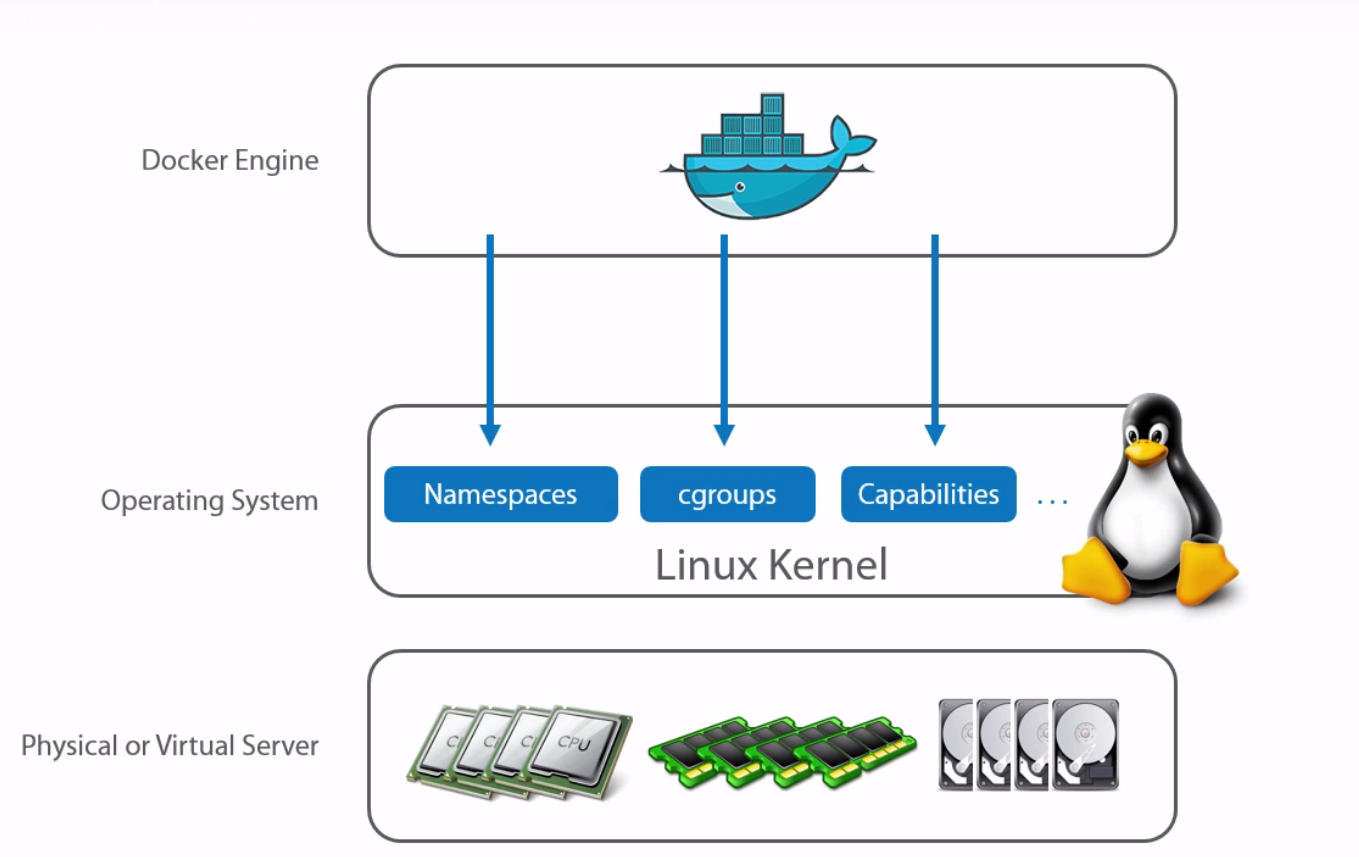 Docker Engine
Operating System
Namespaces
cgroups
Capabilities
...
Linux Kernel
Physical or Virtual Server
CPU